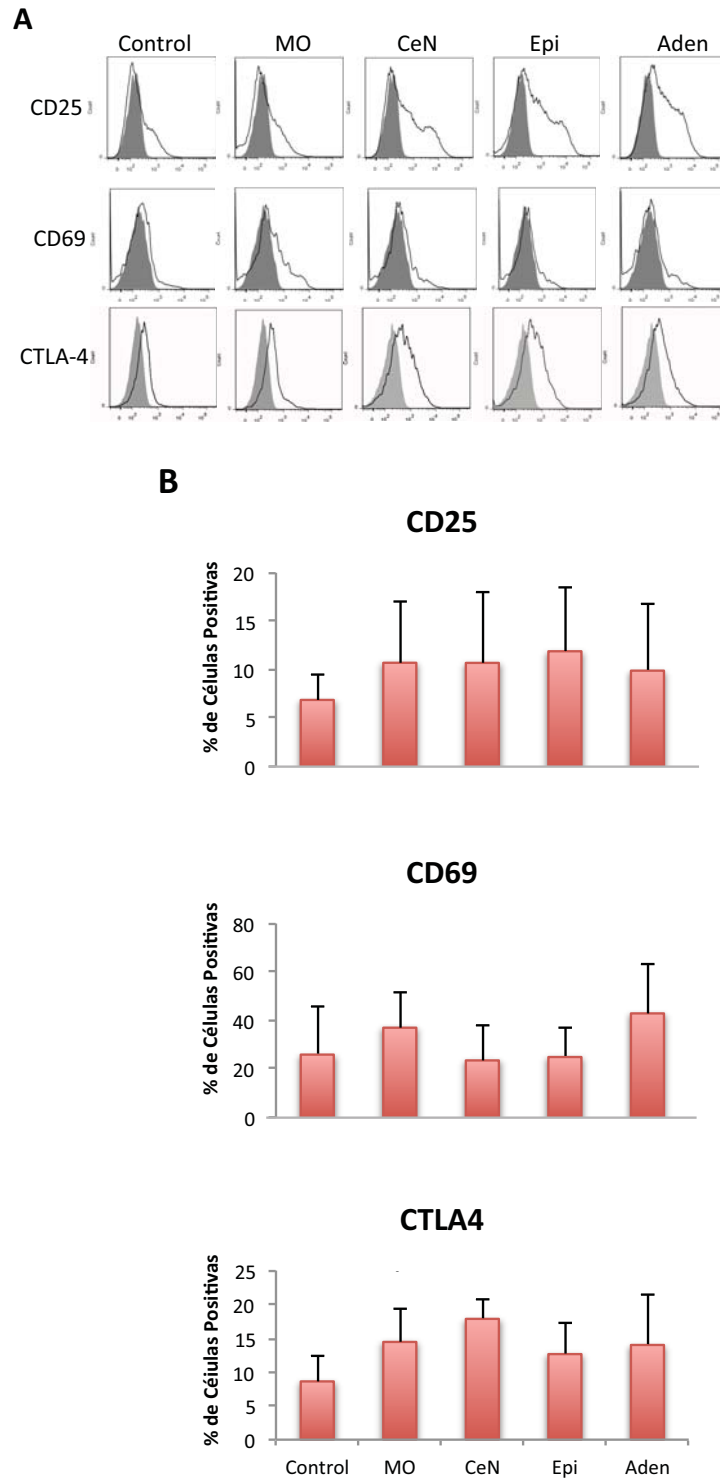 A
Control MO CeN Epi Aden
CD25
CD69
CTLA-4
B
CD25
% de Células Positivas
20
15
10
5
0
CD69
% de Células Positivas
80
60
40
20
0
CTLA4
% de Células Positivas
25
20
15
10
5
0
Control MO CeN Epi Aden